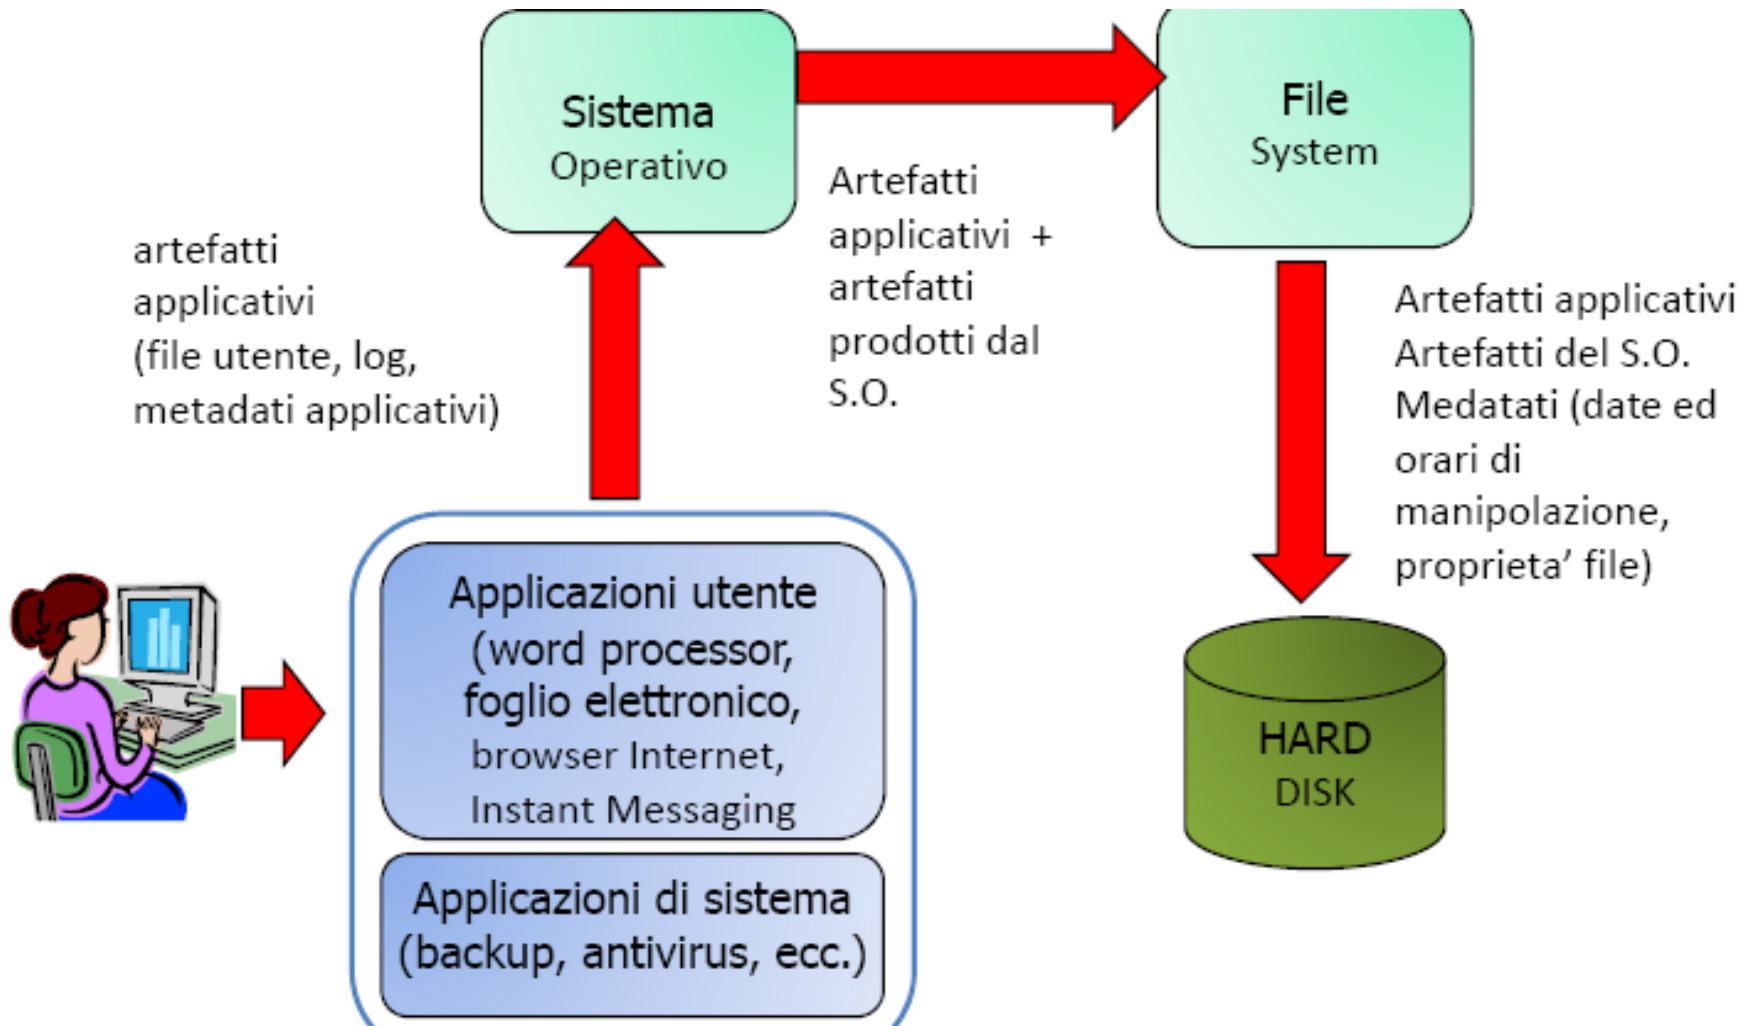 Sistema
Operativo
File
System
artefatti
applicativi
(file utente, log,
metadati applicativi)
Artefatti
applicativi +
artefatti
prodotti dal
S.O.
Artefatti applicativi
Artefatti del S.O.
Medatati (date ed
orari di
manipolazione,
proprieta' file)
Applicazioni utente
(word processor,
foglio elettronico,
browser Internet,
Instant Messaging
Applicazioni di sistema
(backup, antivirus, ecc.)
HARD
DISK